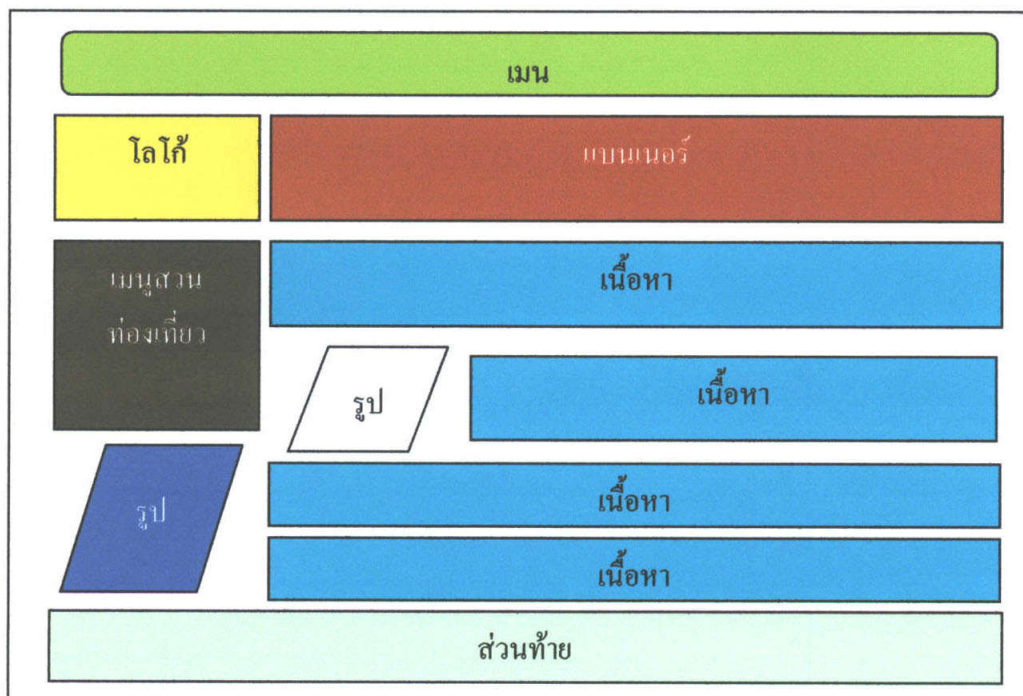 เมน
โลโก้
แบนเนอร์
เมนูสวน
ท่องเที่ยว
เนื้อหา
รูป
เนื้อหา
รูป
เนื้อหา
เนื้อหา
ส่วนท้าย